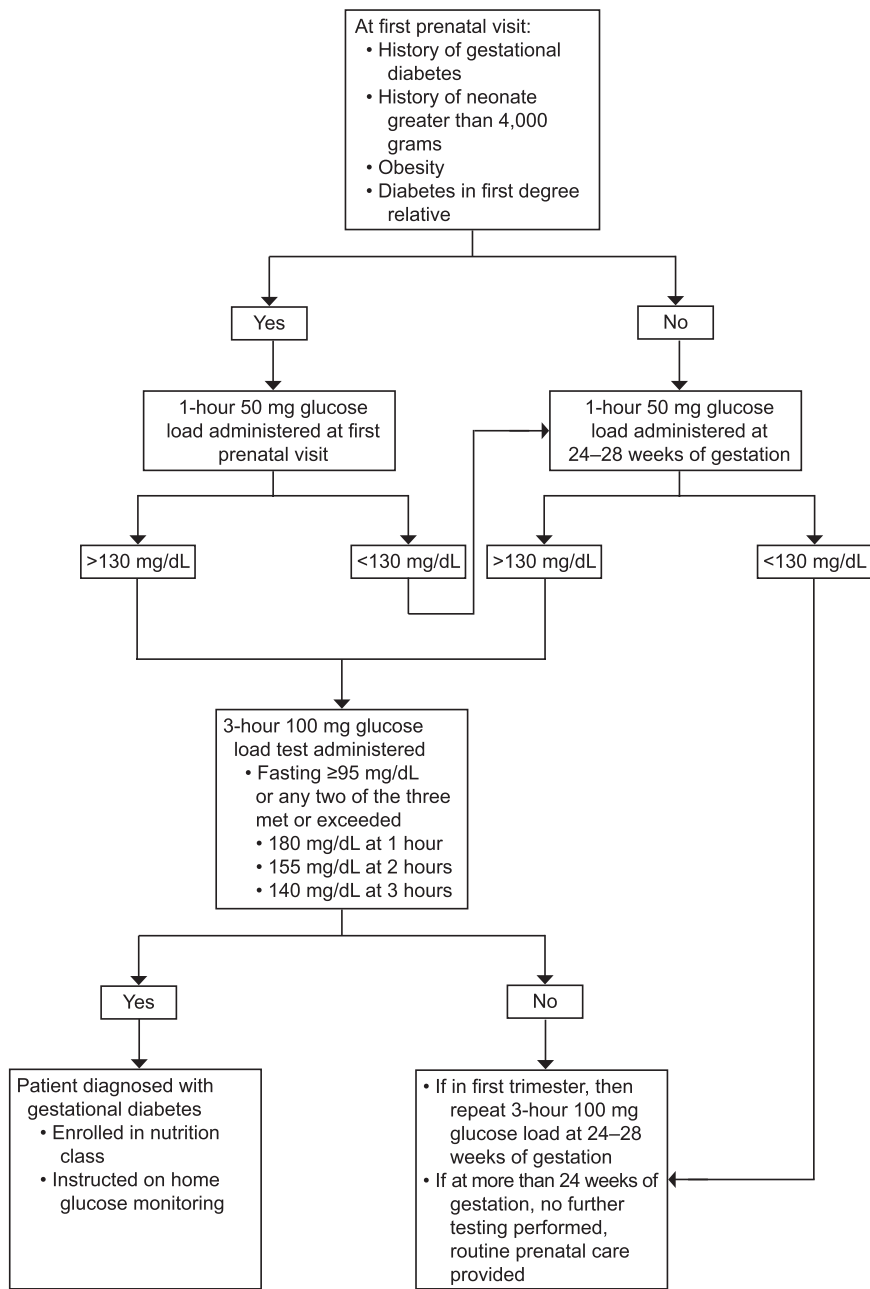 At first prenatal visit:
• History of gestational
diabetes
• History of neonate
greater than 4,000
grams
• Obesity
• Diabetes in first degree
relative
Yes
No
1-hour 50 mg glucose
load administered at first
prenatal visit
1-hour 50 mg glucose
load administered at
24–28 weeks of gestation
>130 mg/dL
<130 mg/dL
>130 mg/dL
<130 mg/dL
3-hour 100 mg glucose
load test administered
• Fasting ≥95 mg/dL
or any two of the three
met or exceeded
• 180 mg/dL at 1 hour
• 155 mg/dL at 2 hours
• 140 mg/dL at 3 hours
Yes
No
Patient diagnosed with
gestational diabetes
• Enrolled in nutrition
class
• Instructed on home
glucose monitoring
• If in first trimester, then
repeat 3-hour 100 mg
glucose load at 24–28
weeks of gestation
• If at more than 24 weeks of
gestation, no further
testing performed,
routine prenatal care
provided